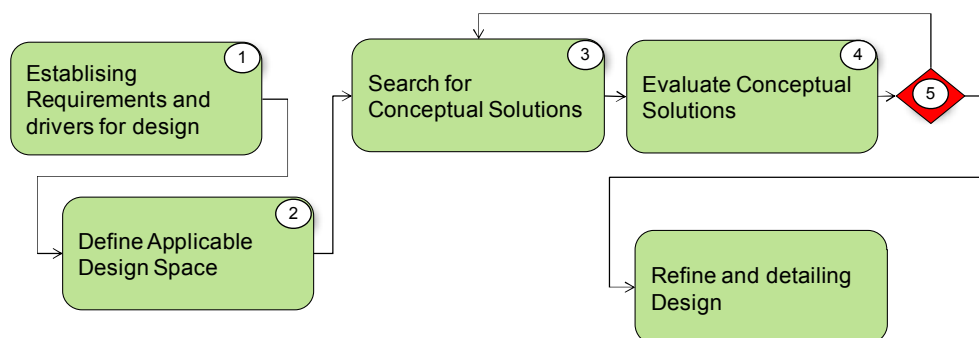 1
Establising
Requirements and
drivers for design
2
Define Applicable
Design Space
3
Search for
Conceptual Solutions
4
Evaluate Conceptual
Solutions
5
Refine and detailing
Design